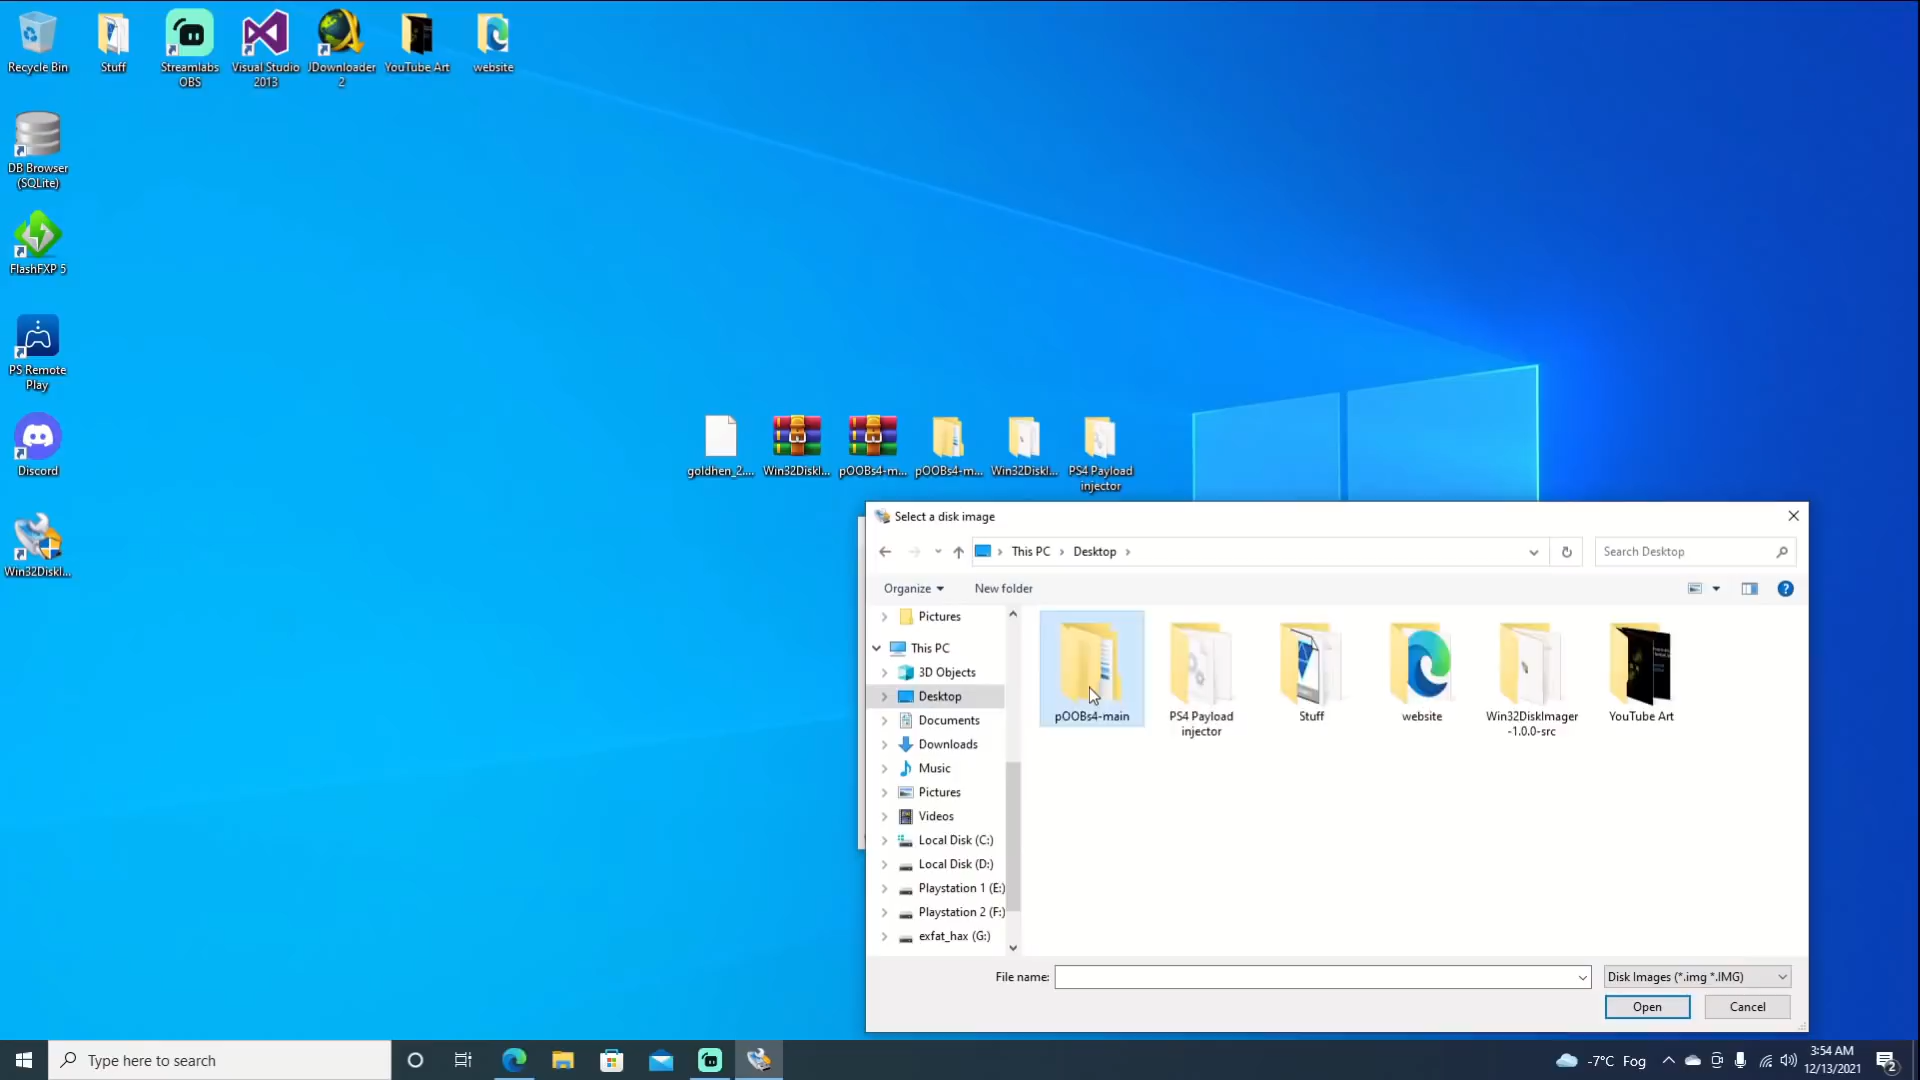 Recycle Bin
Stuff
Streamlabs
OBS
Visual Studio
2013
JDownloader
2
YouTube Art
website
DB Browser
(SQLite)
FlashFXP 5
PS Remote
Play
Discord
Win32DiskI...
goldhen_2....
Win32DiskI...
pOOBs4-m...
pOOBs4-m...
Win32DiskI...
PS4 Payload
injector
Select a disk image
This PC
Desktop
Search Desktop
Organize
New folder
Pictures
This PC
3D Objects
Desktop
Documents
Downloads
Music
Pictures
Videos
Local Disk (C:)
Local Disk (D:)
Playstation 1 (E:)
Playstation 2 (F:)
exfat_hax (G:)
pOOBs4-main
PS4 Payload
injector
Stuff
website
Win32DiskImager
-1.0.0-src
YouTube Art
File name:
Disk Images (*.img *.IMG)
Open
Cancel
Type here to search
-7°C Fog
3:54 AM
12/13/2021
2